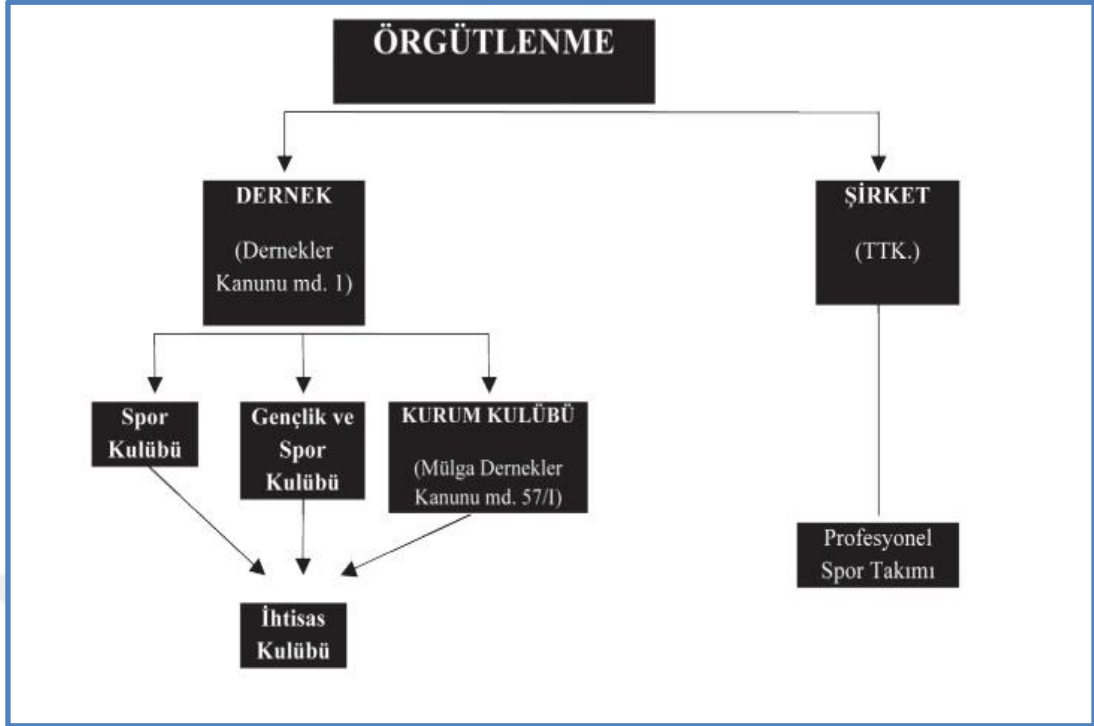 ÖRGÜTLENME
DERNEK
(Dernekler
Kanunu md. 1)
ŞİRKET
(TTK.)
Spor
Kulübü
Gençlik ve
Spor
Kulübü
KURUM KULÜBÜ
(Mülga Dernekler
Kanunu md. 57/I)
Profesyonel
Spor Takımı
İhtisas
Kulübü